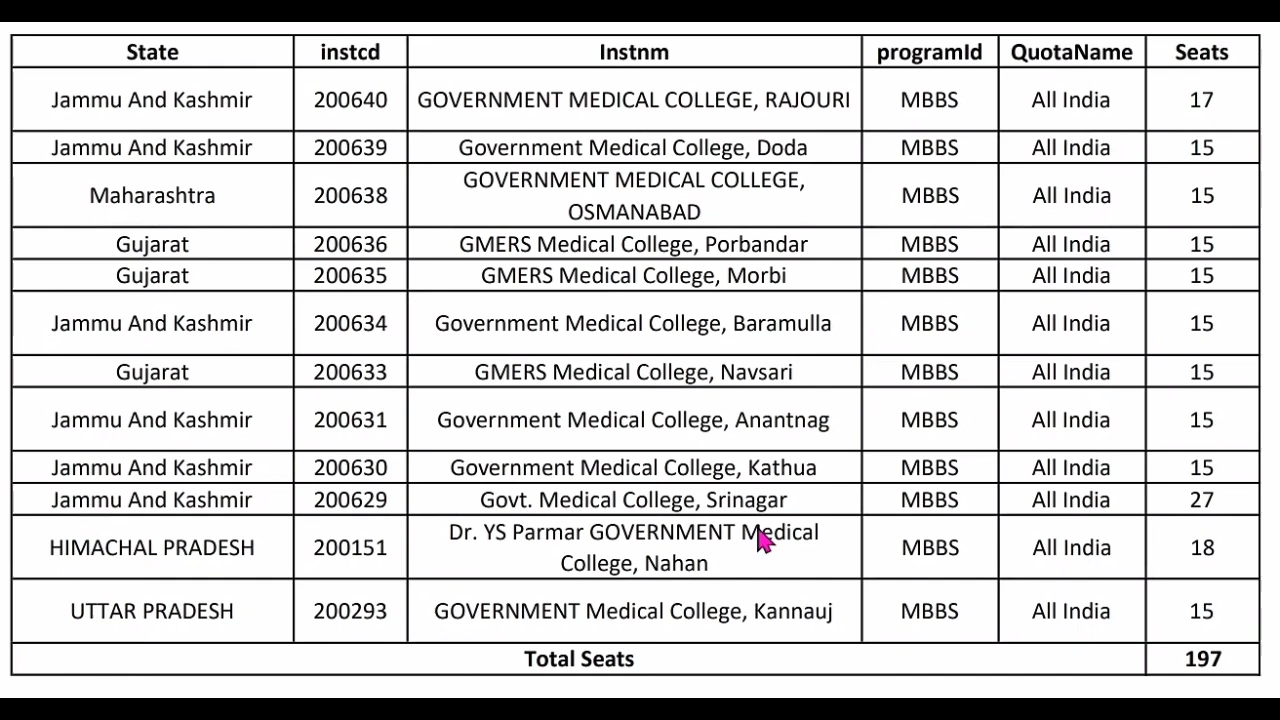 State instcd Instnm programId QuotaName Seats
Jammu And Kashmir 200640 GOVERNMENT MEDICAL COLLEGE, RAJOURI MBBS All India 17
Jammu And Kashmir 200639 Government Medical College, Doda MBBS All India 15
Maharashtra 200638 GOVERNMENT MEDICAL COLLEGE, OSMANABAD MBBS All India 15
Gujarat 200636 GMERS Medical College, Porbandar MBBS All India 15
Gujarat 200635 GMERS Medical College, Morbi MBBS All India 15
Jammu And Kashmir 200634 Government Medical College, Baramulla MBBS All India 15
Gujarat 200633 GMERS Medical College, Navsari MBBS All India 15
Jammu And Kashmir 200631 Government Medical College, Anantnag MBBS All India 15
Jammu And Kashmir 200630 Government Medical College, Kathua MBBS All India 15
Jammu And Kashmir 200629 Govt. Medical College, Srinagar MBBS All India 27
HIMACHAL PRADESH 200151 Dr. YS Parmar GOVERNMENT Medical College, Nahan MBBS All India 18
UTTAR PRADESH 200293 GOVERNMENT Medical College, Kannauj MBBS All India 15
Total Seats 197